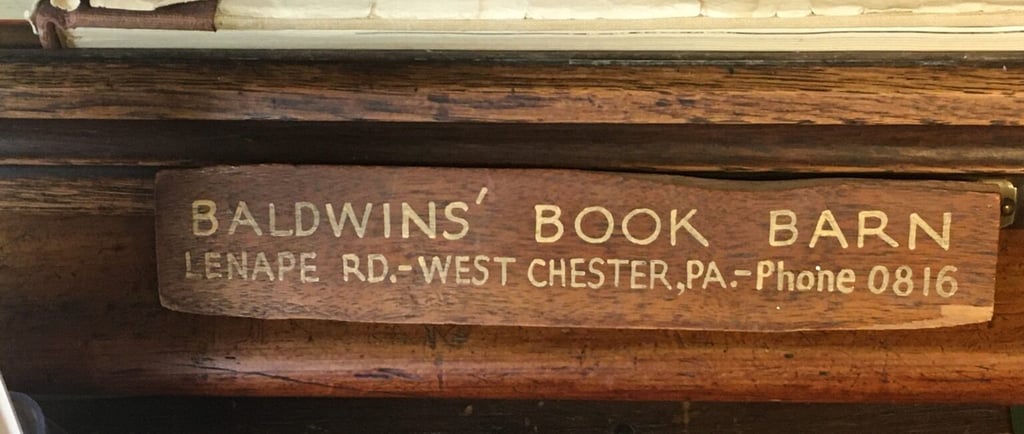 BALDWINS' BOOK BARN
LENAPE RD.-WEST CHESTER,PA.-Phone 0816